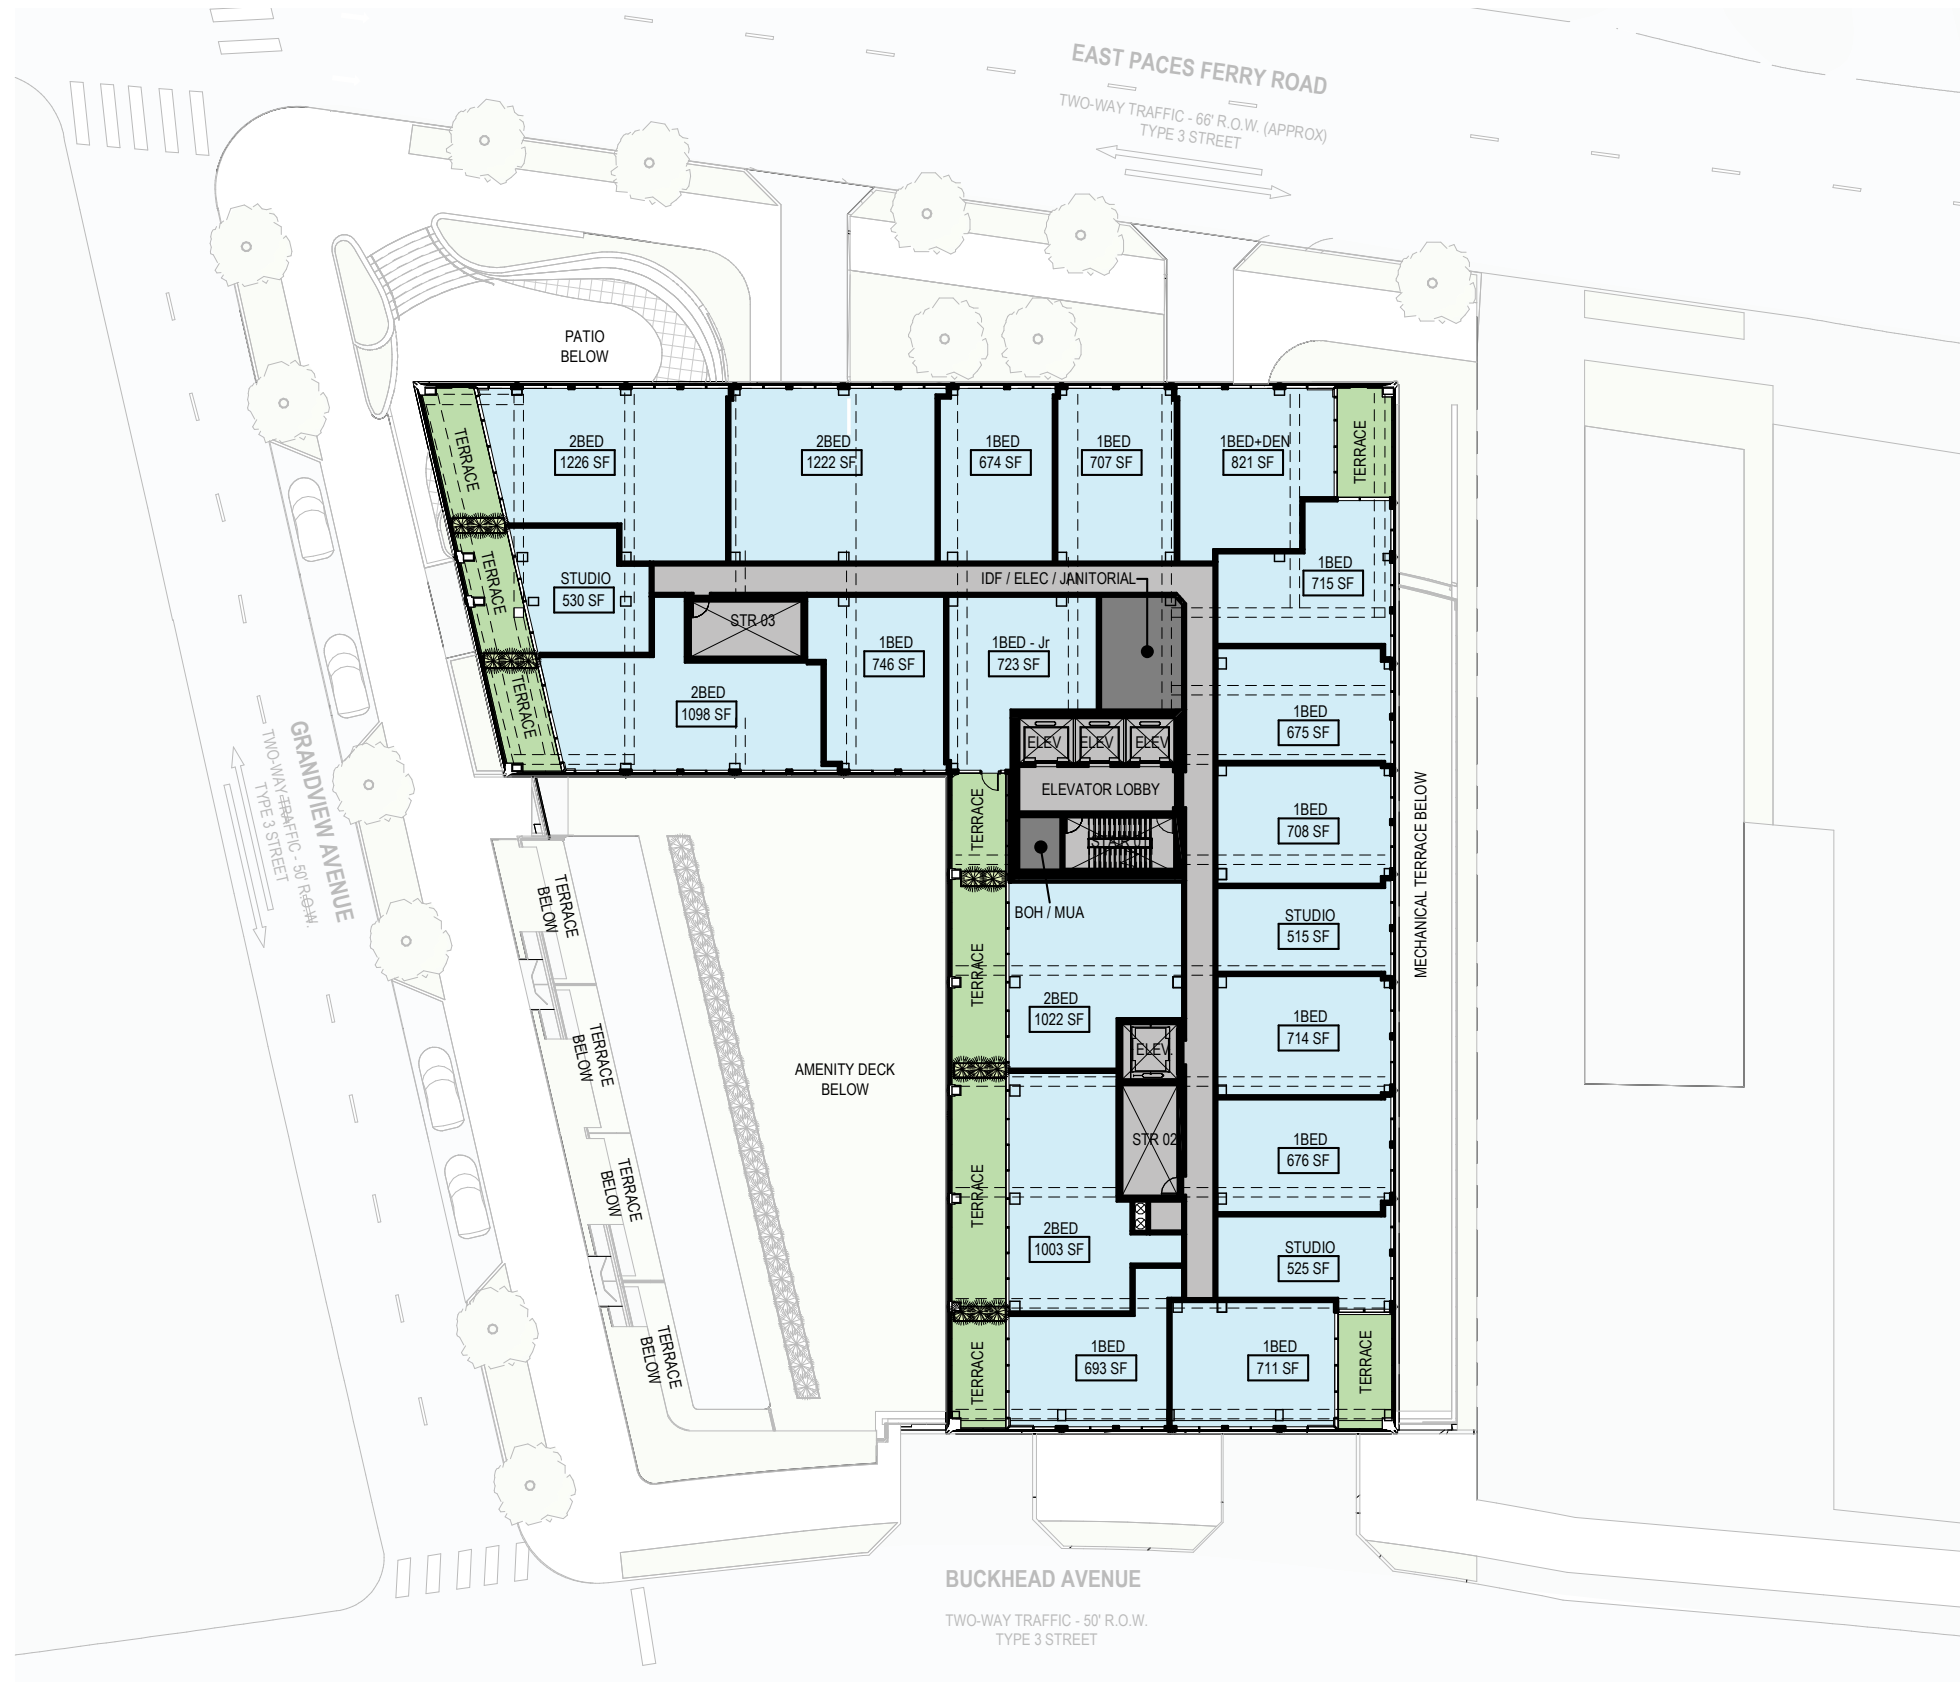 EAST PACES FERRY ROAD
TWO-WAY TRAFFIC - 66' R.O.W. (APPROX)
TYPE 3 STREET
PATIO
BELOW
TERRACE
2BED
1226 SF
2BED
1222 SF
1BED
674 SF
1BED
707 SF
1BED+DEN
821 SF
TERRACE
TERRACE
STUDIO
530 SF
IDF / ELEC / JANITORIAL
1BED
715 SF
STR 03
1BED
746 SF
1BED - Jr
723 SF
TERRACE
2BED
1098 SF
1BED
675 SF
ELEV
ELEV
ELEV
ELEVATOR LOBBY
TERRACE
STAIR 01
BOH / MUA
1BED
708 SF
MECHANICAL TERRACE BELOW
GRANDVIEW AVENUE
TWO-WAY TRAFFIC - 50' R.O.W.
TYPE 3 STREET
STUDIO
515 SF
TERRACE
BELOW
TERRACE
2BED
1022 SF
1BED
714 SF
ELEV.
TERRACE
BELOW
AMENITY DECK
BELOW
STR 02
1BED
676 SF
TERRACE
BELOW
TERRACE
2BED
1003 SF
STUDIO
525 SF
TERRACE
BELOW
TERRACE
1BED
693 SF
1BED
711 SF
TERRACE
BUCKHEAD AVENUE
TWO-WAY TRAFFIC - 50' R.O.W.
TYPE 3 STREET